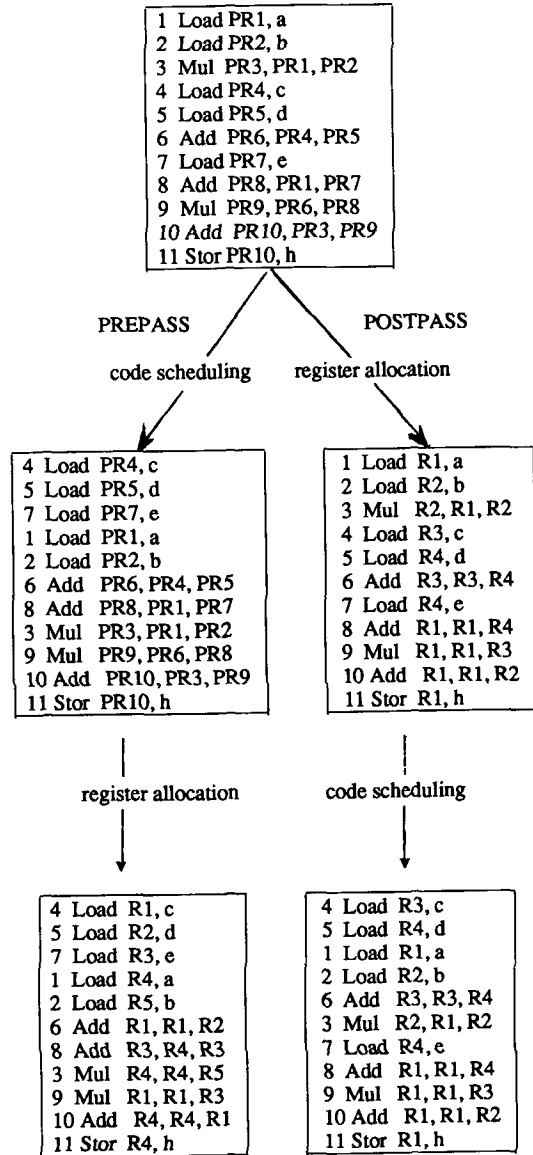 1 Load PR1, a
2 Load PR2, b
3 Mul PR3, PR1, PR2
4 Load PR4, c
5 Load PR5, d
6 Add PR6, PR4, PR5
7 Load PR7, e
8 Add PR8, PR1, PR7
9 Mul PR9, PR6, PR8
10 Add PR10, PR3, PR9
11 Stor PR10, h
PREPASS
POSTPASS
code scheduling
register allocation
4 Load PR4, c
5 Load PR5, d
7 Load PR7, e
1 Load PR1, a
2 Load PR2, b
6 Add PR6, PR4, PR5
8 Add PR8, PR1, PR7
3 Mul PR3, PR1, PR2
9 Mul PR9, PR6, PR8
10 Add PR10, PR3, PR9
11 Stor PR10, h
1 Load R1, a
2 Load R2, b
3 Mul R2, R1, R2
4 Load R3, c
5 Load R4, d
6 Add R3, R3, R4
7 Load R4, e
8 Add R1, R1, R4
9 Mul R1, R1, R3
10 Add R1, R1, R2
11 Stor R1, h
register allocation
code scheduling
4 Load R1, c
5 Load R2, d
7 Load R3, e
1 Load R4, a
2 Load R5, b
6 Add R1, R1, R2
8 Add R3, R4, R3
3 Mul R4, R4, R5
9 Mul R1, R1, R3
10 Add R4, R4, R1
11 Stor R4, h
4 Load R3, c
5 Load R4, d
1 Load R1, a
2 Load R2, b
6 Add R3, R3, R4
3 Mul R2, R1, R2
7 Load R4, e
8 Add R1, R1, R4
9 Mul R1, R1, R3
10 Add R1, R1, R2
11 Stor R1, h